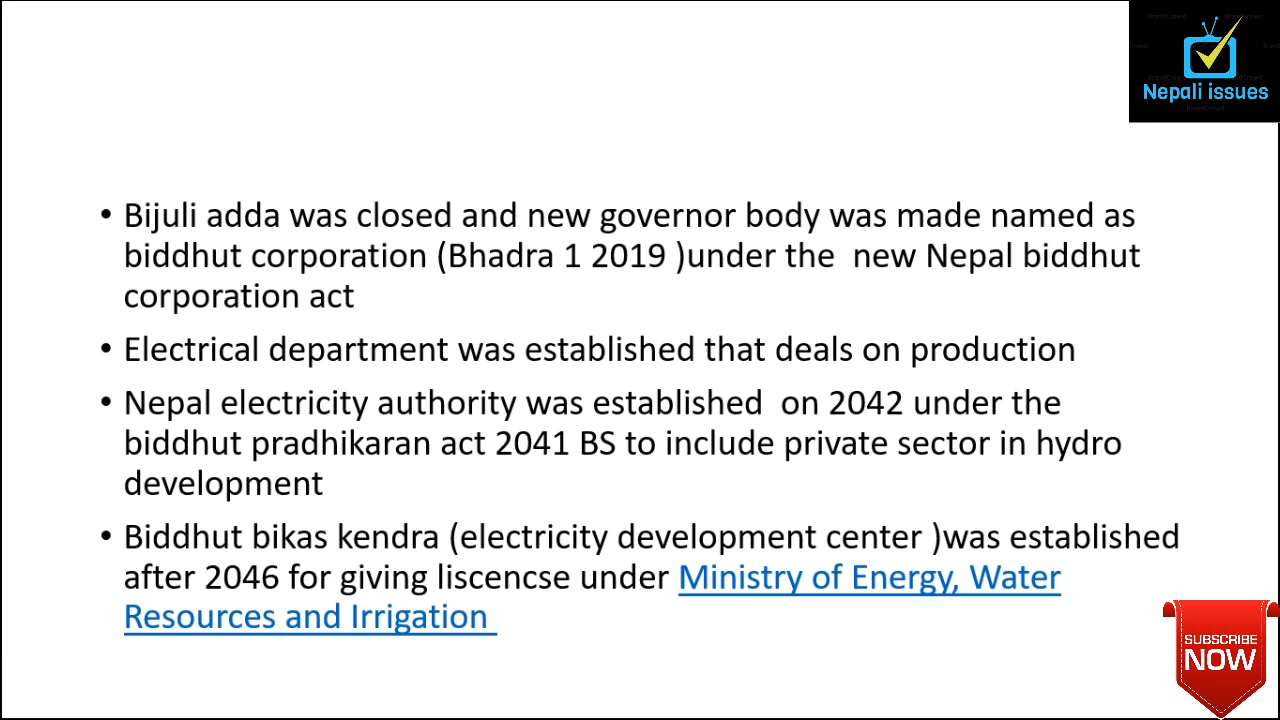 Nepali issues
• Bijuli adda was closed and new governor body was made named as
biddhut corporation (Bhadra 1 2019 )under the  new Nepal biddhut
corporation act
• Electrical department was established that deals on production
• Nepal electricity authority was established  on 2042 under the
biddhut pradhikaran act 2041 BS to include private sector in hydro
development
• Biddhut bikas kendra (electricity development center )was established
after 2046 for giving liscencse under Ministry of Energy, Water
Resources and Irrigation
SUBSCRIBE
NOW